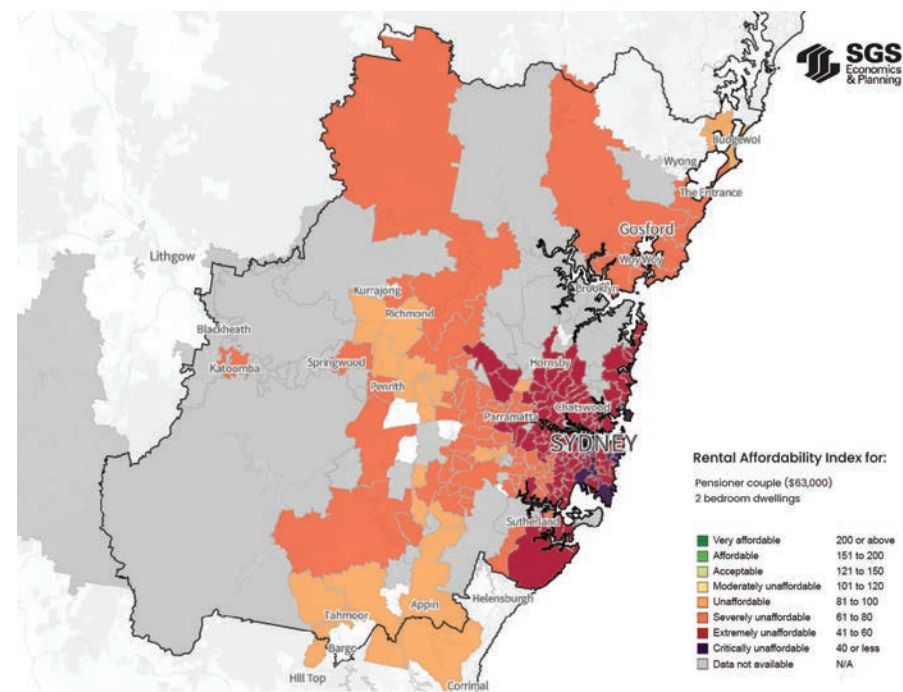 SGS
Economics
& Planning
Budgewoi
Wyong
The Entrance
Gosford
Woy Woy
Lithgow
Brooklyn
Kurrajong
Richmond
Blackheath
Katoomba
Springwood
Hornsby
Penrith
Chatswood
Parramatta
SYDNEY
Sutherland
Helensburgh
Appin
Tahmoor
Bargo
Hill Top
Corrimal
Rental Affordability Index for:
Pensioner couple ($63,000)
2 bedroom dwellings
Very affordable 200 or above
Affordable 151 to 200
Acceptable 121 to 150
Moderately unaffordable 101 to 120
Unaffordable 81 to 100
Severely unaffordable 61 to 80
Extremely unaffordable 41 to 60
Critically unaffordable 40 or less
Data not available N/A